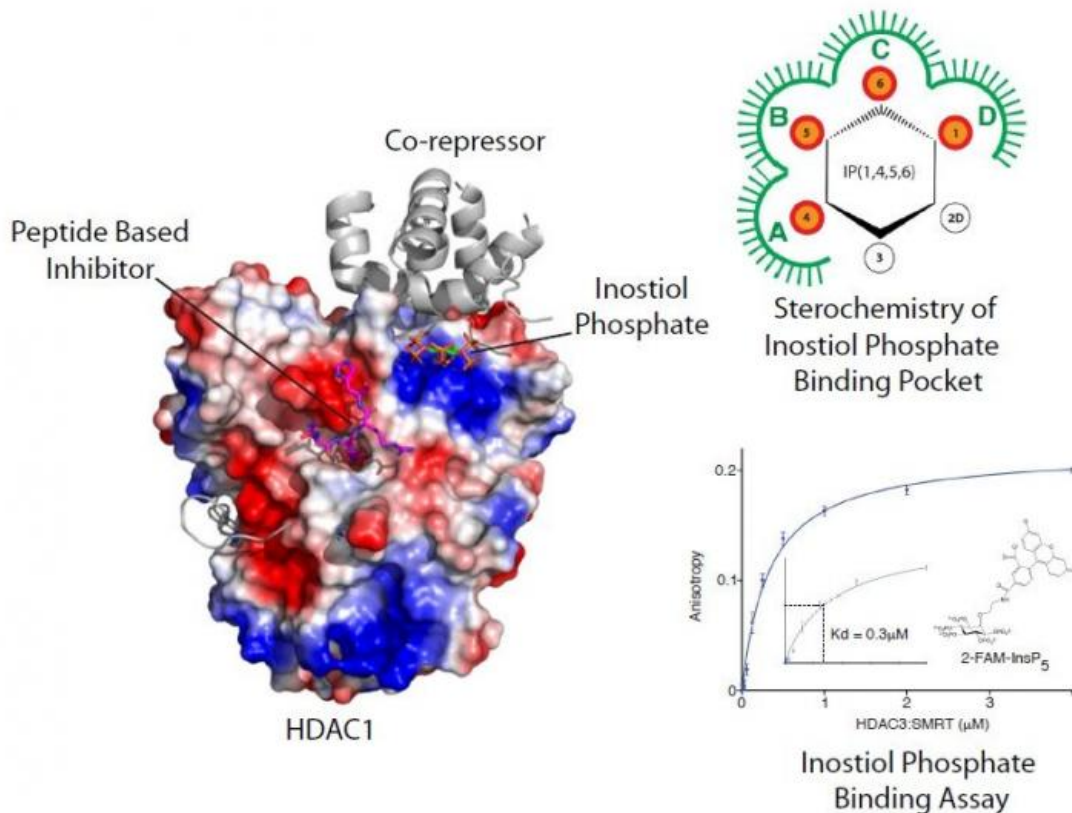 Co-repressor
Peptide Based
Inhibitor
Inostiol
Phosphate
HDAC1
C
6
B
5
1
D
IP(1,4,5,6)
A
4
2D
3
Sterochemistry of
Inostiol Phosphate
Binding Pocket
0.2
0.1
0
Anisotropy
Kd = 0.3µM
2-FAM-InsP5
0
1
2
3
HDAC3:SMRT (µM)
Inostiol Phosphate
Binding Assay